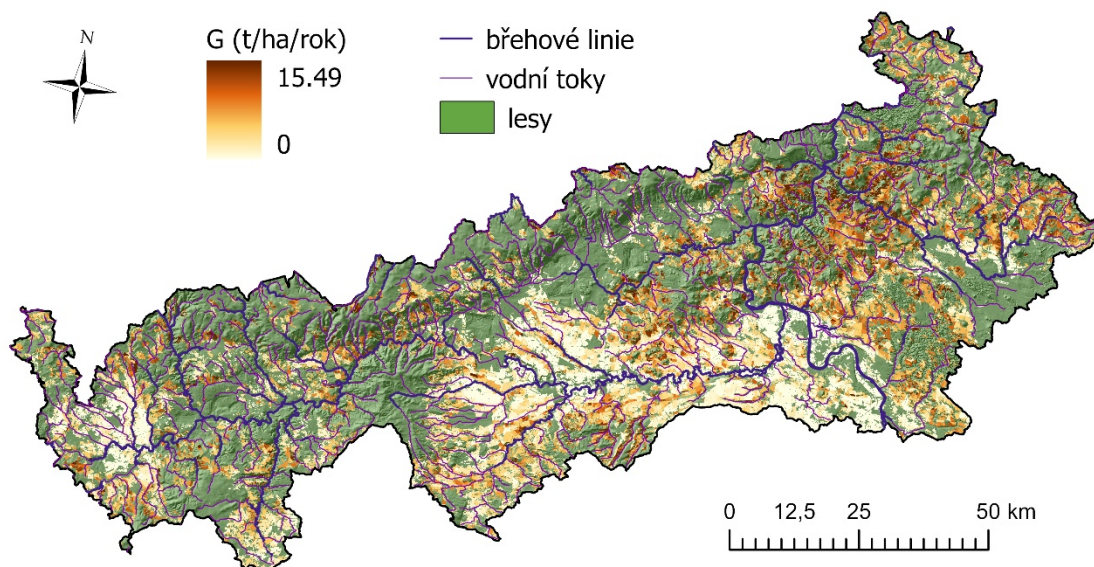 N
G (t/ha/rok)
15.49
0
břehové linie
vodní toky
lesy
0 12,5 25 50 km